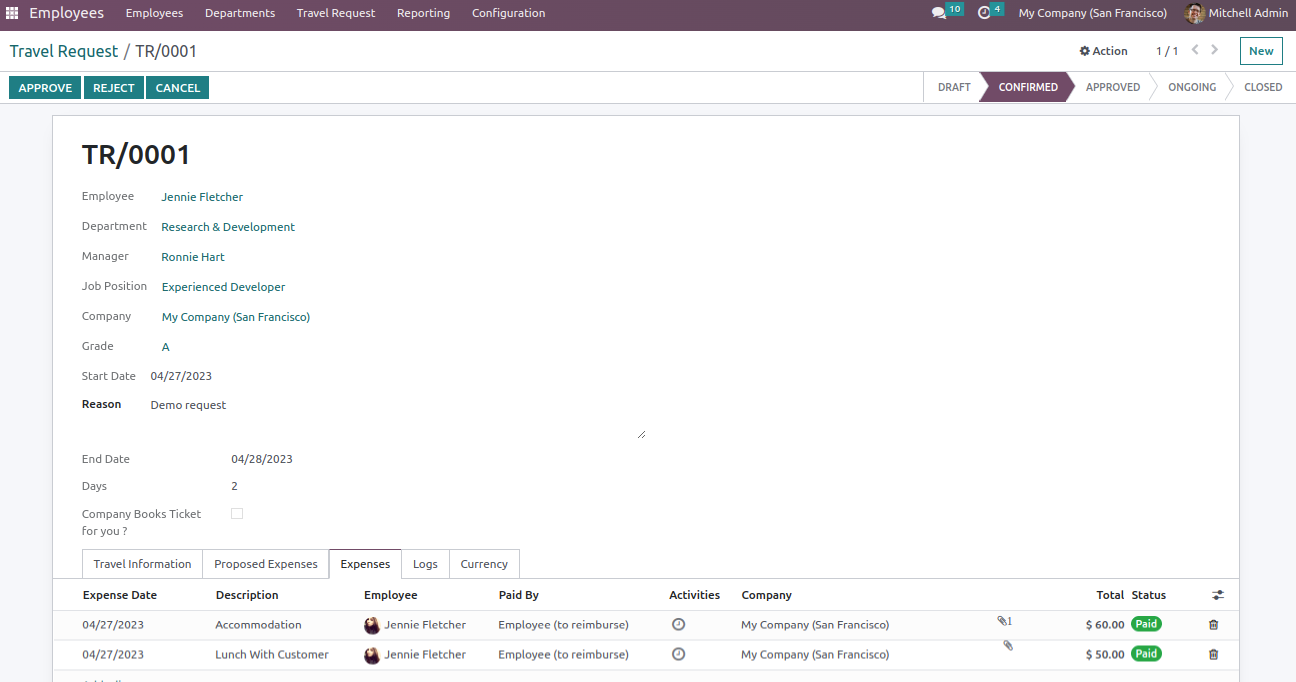 Employees Employees Departments Travel Request Reporting Configuration 10 4 My Company (San Francisco) Mitchell Admin
Travel Request / TR/0001 Action 1 / 1 New
APPROVE REJECT CANCEL DRAFT CONFIRMED APPROVED ONGOING CLOSED
TR/0001
Employee Jennie Fletcher
Department Research & Development
Manager Ronnie Hart
Job Position Experienced Developer
Company My Company (San Francisco)
Grade A
Start Date 04/27/2023
Reason Demo request
End Date 04/28/2023
Days 2
Company Books Ticket
for you ?
Travel Information Proposed Expenses Expenses Logs Currency
Expense Date Description Employee Paid By Activities Company Total Status
04/27/2023 Accommodation Jennie Fletcher Employee (to reimburse) My Company (San Francisco) 1 $ 60.00 Paid
04/27/2023 Lunch With Customer Jennie Fletcher Employee (to reimburse) My Company (San Francisco) $ 50.00 Paid